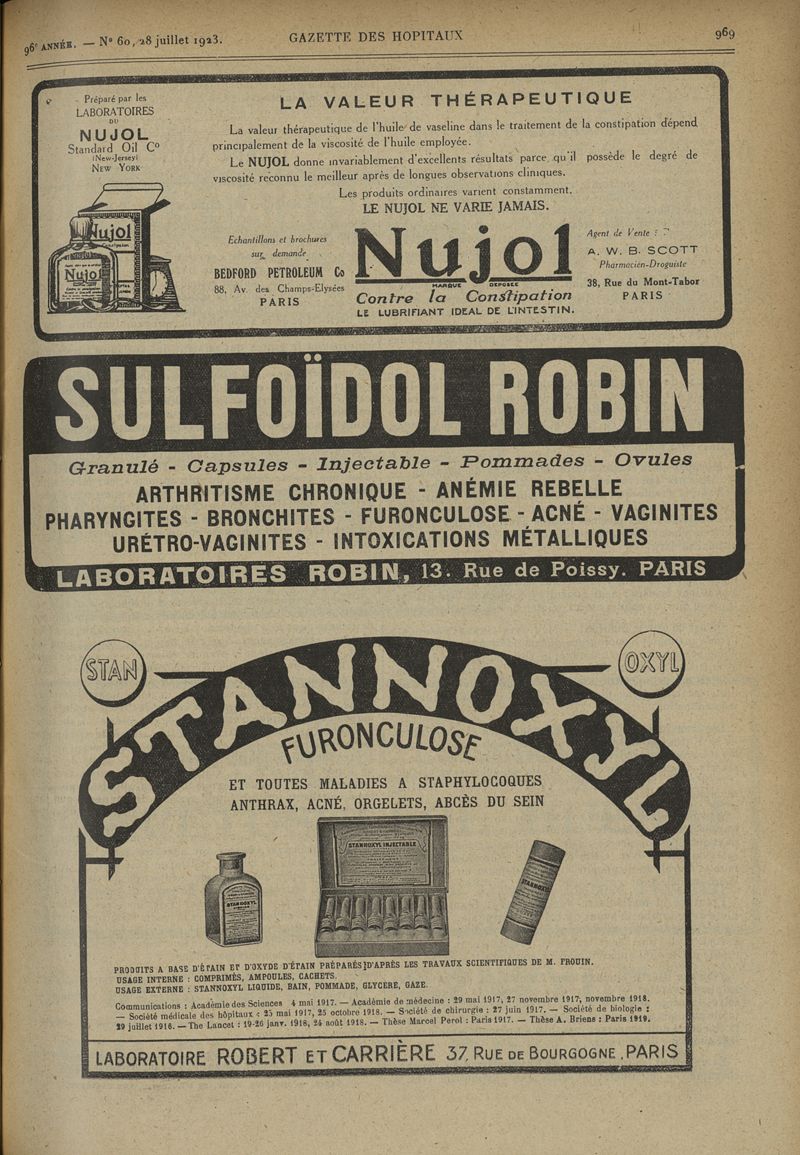 96e ANNÉE. — N° 60, 28 juillet 1923.
GAZETTE DES HOPITAUX
969
Préparé par les
LABORATOIRES
DU
NUJOL
Standard Oil Co
(New-Jersey)
NEW YORK
Nujol
Nujol
LA VALEUR THÉRAPEUTIQUE
La valeur thérapeutique de l'huile de vaseline dans le traitement de la constipation dépend
principalement de la viscosité de l'huile employée.
Le NUJOL donne invariablement d'excellents résultats parce qu'il possède le degré de
viscosité reconnu le meilleur après de longues observations cliniques.
Les produits ordinaires varient constamment.
LE NUJOL NE VARIE JAMAIS.
Echantillons et brochures
sur demande
BEDFORD PETROLEUM Co
88, Av. des Champs-Elysées
PARIS
Nujol
MARQUE DÉPOSÉE
Contre la Constipation
LE LUBRIFIANT IDEAL DE L'INTESTIN.
Agent de Vente :
A. W. B. SCOTT
Pharmacien-Droguiste
38, Rue du Mont-Tabor
PARIS
SULFOÏDOL ROBIN
Granulé - Capsules - Injectable - Pommades - Ovules
ARTHRITISME CHRONIQUE - ANÉMIE REBELLE
PHARYNGITES - BRONCHITES - FURONCULOSE - ACNÉ - VAGINITES
URÉTRO-VAGINITES - INTOXICATIONS MÉTALLIQUES
LABORATOIRES ROBIN, 13. Rue de Poissy. PARIS
STAN
OXYL
STANNOXYL
FURONCULOSE
ET TOUTES MALADIES A STAPHYLOCOQUES
ANTHRAX, ACNÉ, ORGELETS, ABCÈS DU SEIN
STANNOXYL INJECTABLE
STANNOXYL
STANNOXYL
PRODUITS A BASE D'ÉTAIN ET D'OXYDE D'ÉTAIN PRÉPARÉS D'APRÈS LES TRAVAUX SCIENTIFIQUES DE M. FROUIN.
USAGE INTERNE : COMPRIMÉS, AMPOULES, CACHETS.
USAGE EXTERNE : STANNOXYL LIQUIDE, BAIN, POMMADE, GLYCERE, GAZE.
Communications : Académie des Sciences 4 mai 1917. — Académie de médecine : 29 mai 1917, 27 novembre 1917, novembre 1918.
— Société médicale des hôpitaux : 25 mai 1917, 25 octobre 1918. — Société de chirurgie : 27 juin 1917. — Société de biologie :
29 juillet 1918. — The Lancet : 19-26 janv. 1918, 24 août 1918. — Thèse Marcel Perol : Paris 1917. — Thèse A. Briens : Paris 1919.
LABORATOIRE ROBERT ET CARRIÈRE 37, RUE DE BOURGOGNE. PARIS